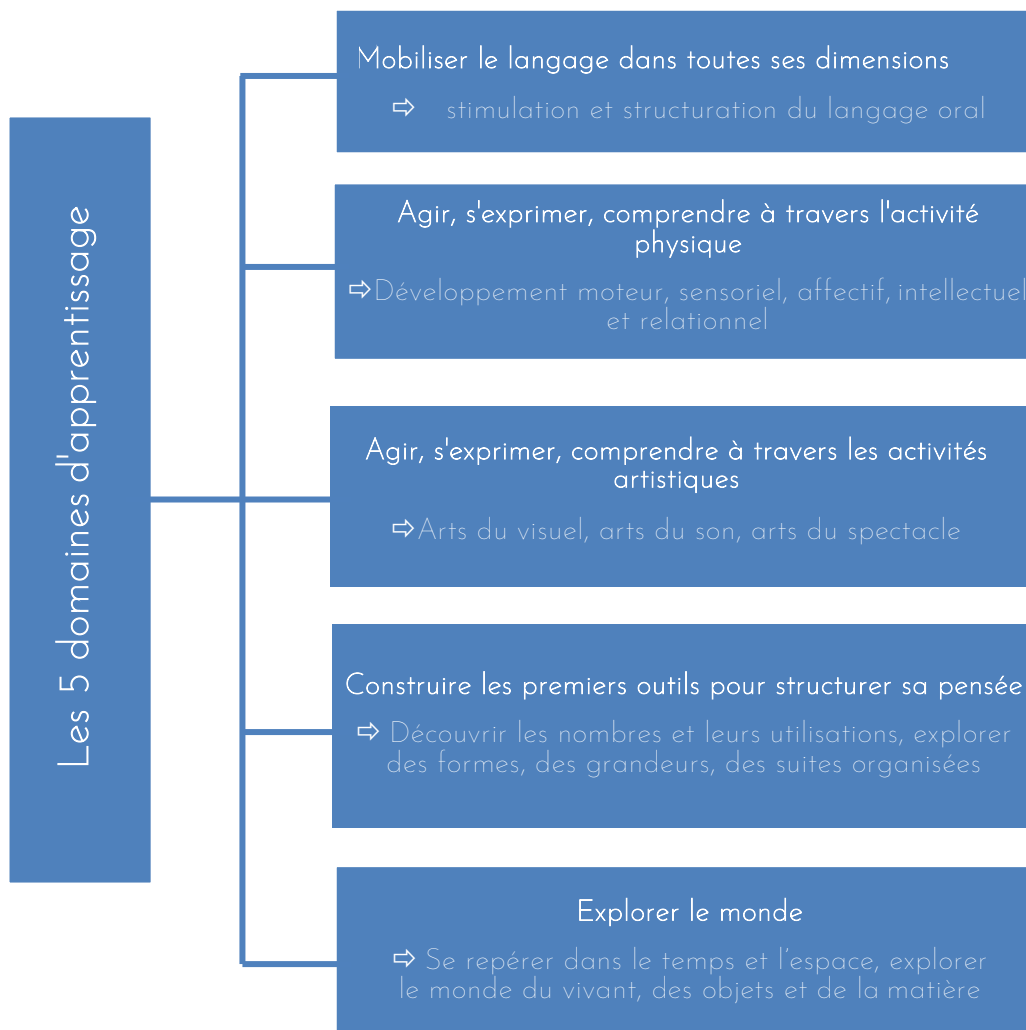 Les 5 domaines d'apprentissage
Mobiliser le langage dans toutes ses dimensions
⇨ stimulation et structuration du langage oral
Agir, s'exprimer, comprendre à travers l'activité
physique
⇨Développement moteur, sensoriel, affectif, intellectuel
et relationnel
Agir, s'exprimer, comprendre à travers les activités
artistiques
⇨Arts du visuel, arts du son, arts du spectacle
Construire les premiers outils pour structurer sa pensée
⇨ Découvrir les nombres et leurs utilisations, explorer
des formes, des grandeurs, des suites organisées
Explorer le monde
⇨ Se repérer dans le temps et l'espace, explorer
le monde du vivant, des objets et de la matière